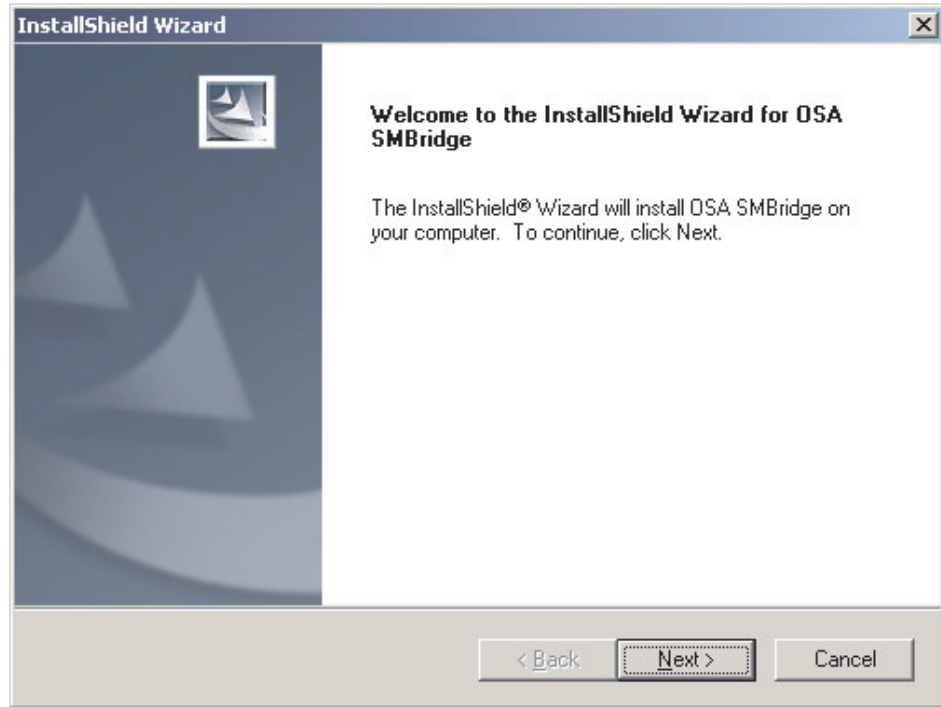 InstallShield Wizard
Welcome to the InstallShield Wizard for OSA
SMBridge
The InstallShield® Wizard will install OSA SMBridge on
your computer. To continue, click Next.
< Back
Next >
Cancel